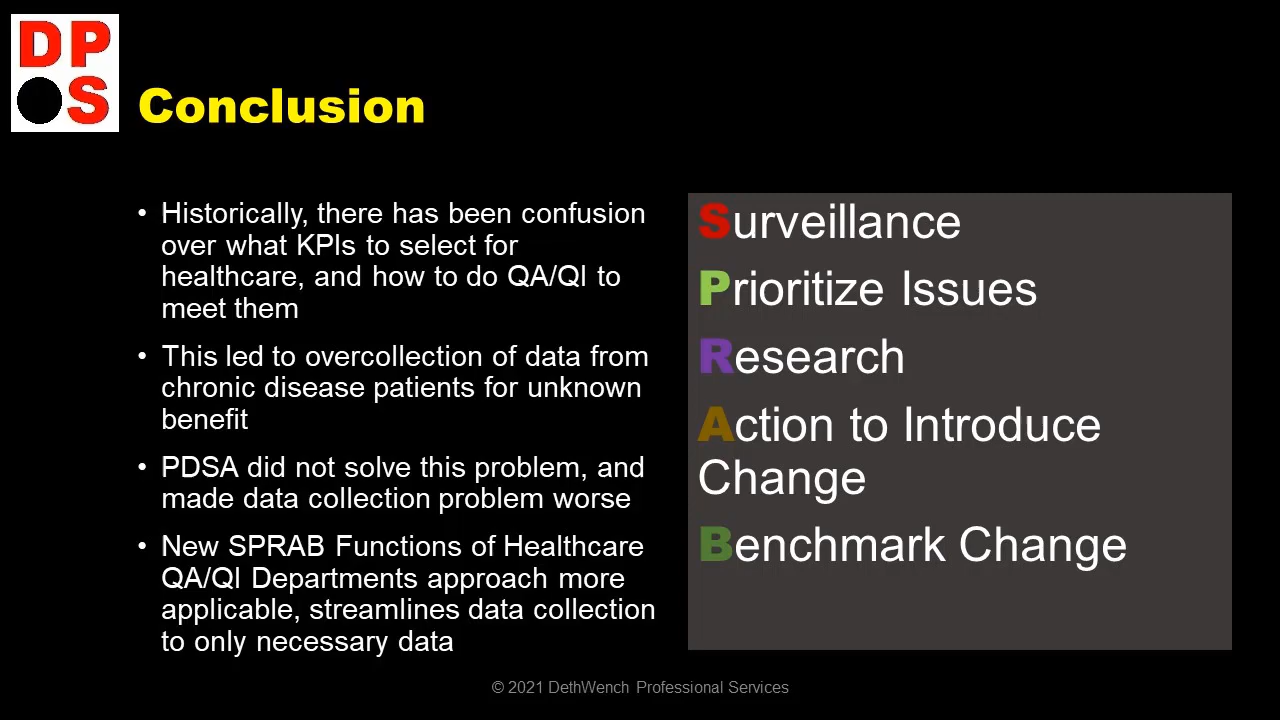 DP
S
Conclusion
• Historically, there has been confusion
over what KPIs to select for
healthcare, and how to do QA/QI to
meet them
• This led to overcollection of data from
chronic disease patients for unknown
benefit
• PDSA did not solve this problem, and
made data collection problem worse
• New SPRAB Functions of Healthcare
QA/QI Departments approach more
applicable, streamlines data collection
to only necessary data
Surveillance
Prioritize Issues
Research
Action to Introduce
Change
Benchmark Change
© 2021 DethWench Professional Services